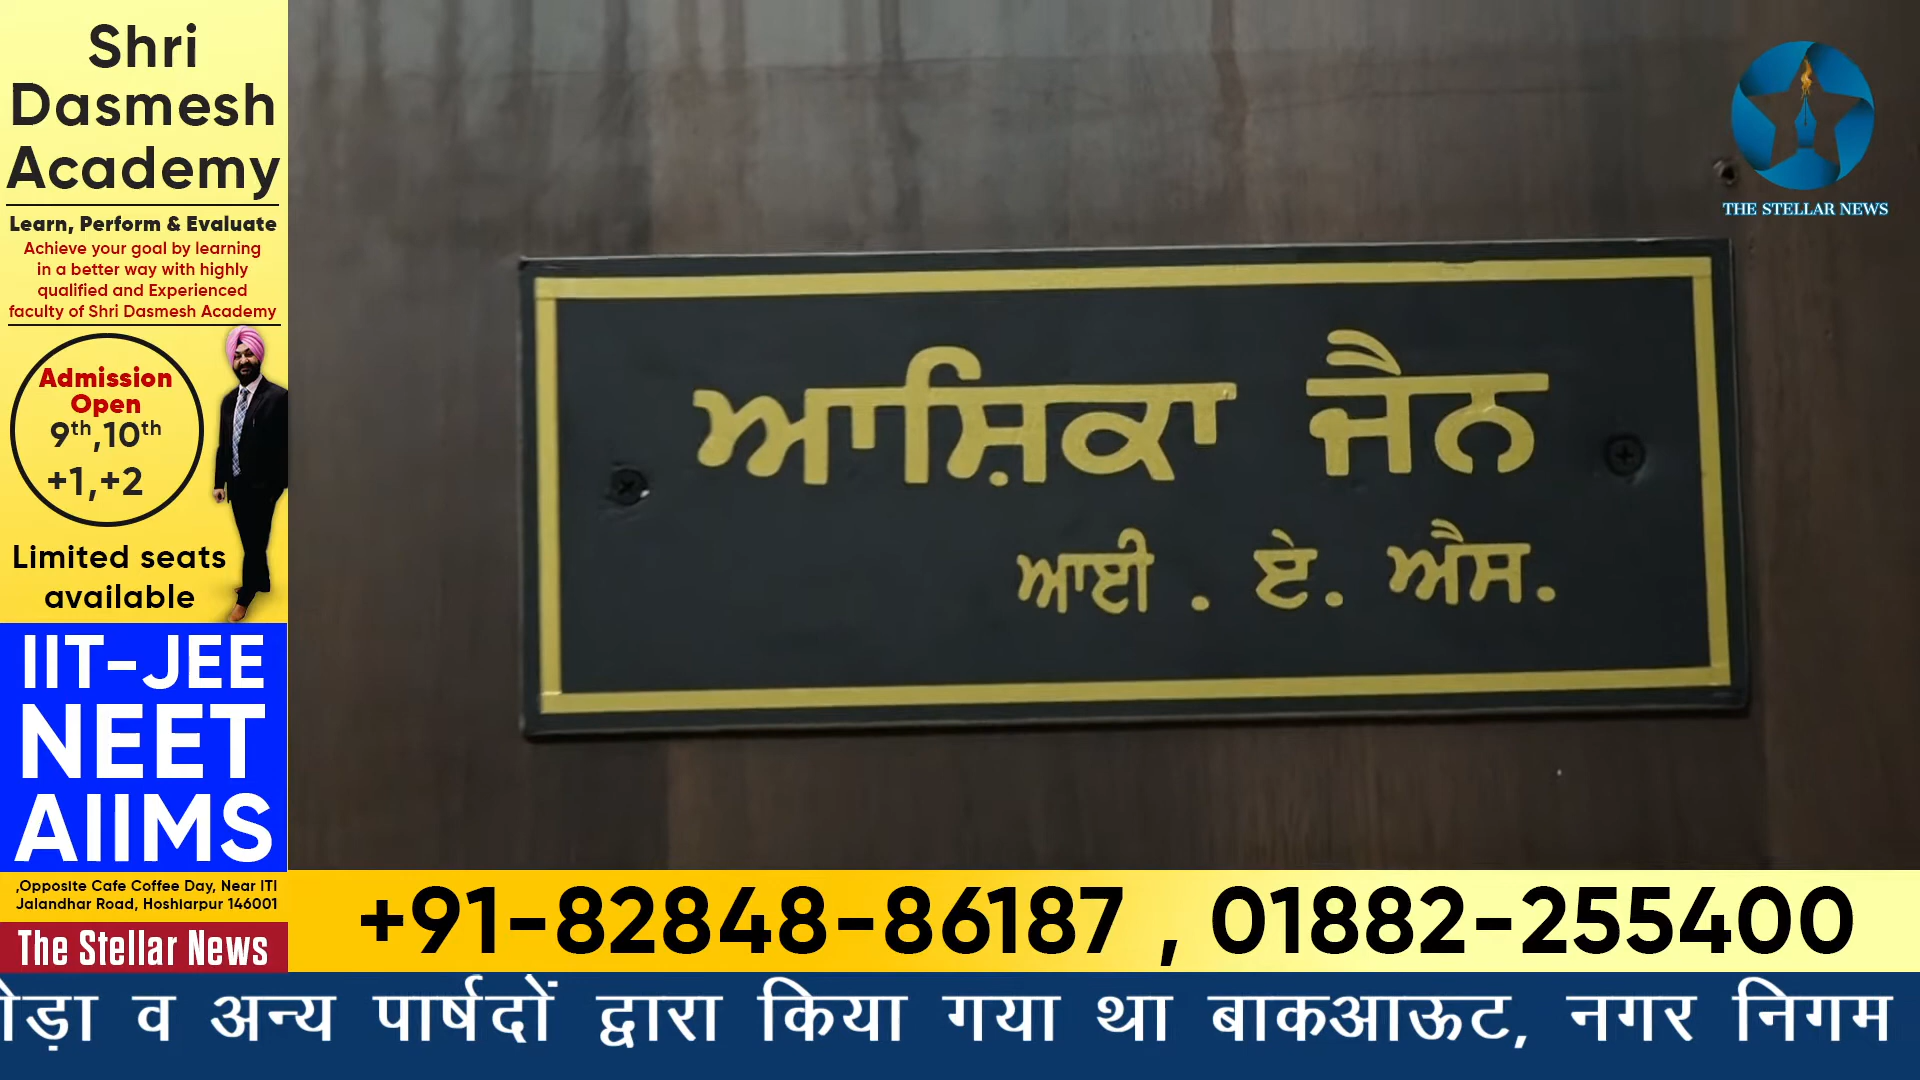 Shri
Dasmesh
Academy
Learn, Perform & Evaluate
Achieve your goal by learning
in a better way with highly
qualified and Experienced
faculty of Shri Dasmesh Academy
Admission
Open
9th,10th
+1,+2
Limited seats
available
IIT-JEE
NEET
AIIMS
,Opposite Cafe Coffee Day, Near ITI
Jalandhar Road, Hoshiarpur 146001
The Stellar News
THE STELLAR NEWS
ਆਸ਼ਿਕਾ ਜੈਨ
ਆਈ . ਏ. ਐਸ.
+91-82848-86187 , 01882-255400
व अन्य पार्षदों द्वारा किया गया था बाकआऊट, नगर निगम